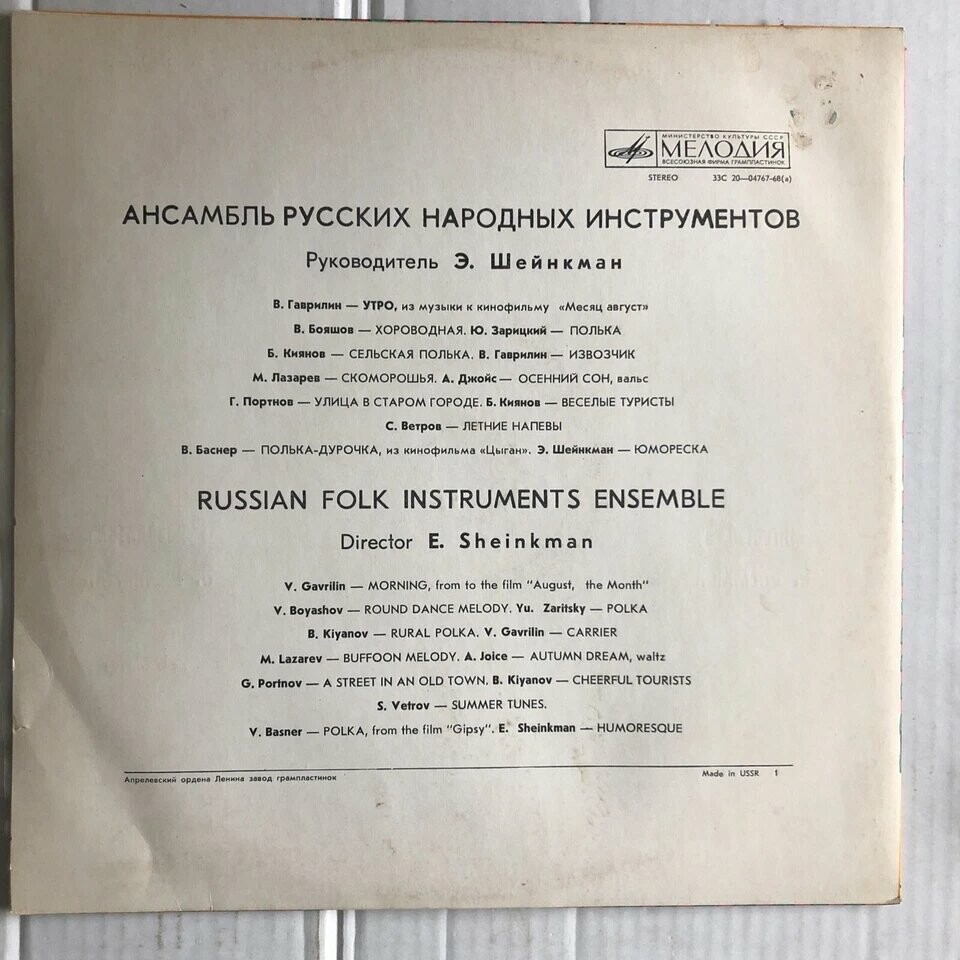 МИНИСТЕРСТВО КУЛЬТУРЫ СССР
МЕЛОДИЯ
ВСЕСОЮЗНАЯ ФИРМА ГРАМПЛАСТИНОК
STEREO 33С 20—04767-68(а)
АНСАМБЛЬ РУССКИХ НАРОДНЫХ ИНСТРУМЕНТОВ
Руководитель Э. Шейнкман
В. Гаврилин — УТРО, из музыки к кинофильму «Месяц август»
В. Бояшов — ХОРОВОДНАЯ. Ю. Зарицкий — ПОЛЬКА
Б. Киянов — СЕЛЬСКАЯ ПОЛЬКА. В. Гаврилин — ИЗВОЗЧИК
М. Лазарев — СКОМОРОШЬЯ. А. Джойс — ОСЕННИЙ СОН, вальс
Г. Портнов — УЛИЦА В СТАРОМ ГОРОДЕ. Б. Киянов — ВЕСЕЛЫЕ ТУРИСТЫ
С. Ветров — ЛЕТНИЕ НАПЕВЫ
В. Баснер — ПОЛЬКА-ДУРОЧКА, из кинофильма «Цыган». Э. Шейнкман — ЮМОРЕСКА
RUSSIAN FOLK INSTRUMENTS ENSEMBLE
Director E. Sheinkman
V. Gavrilin — MORNING, from to the film "August, the Month"
V. Boyashov — ROUND DANCE MELODY. Yu. Zaritsky — POLKA
B. Kiyanov — RURAL POLKA. V. Gavrilin — CARRIER
M. Lazarev — BUFFOON MELODY. A. Joice — AUTUMN DREAM, waltz
G. Portnov — A STREET IN AN OLD TOWN. B. Kiyanov — CHEERFUL TOURISTS
S. Vetrov — SUMMER TUNES.
V. Basner — POLKA, from the film "Gipsy". E. Sheinkman — HUMORESQUE
Апрелевский ордена Ленина завод грампластинок Made in USSR 1